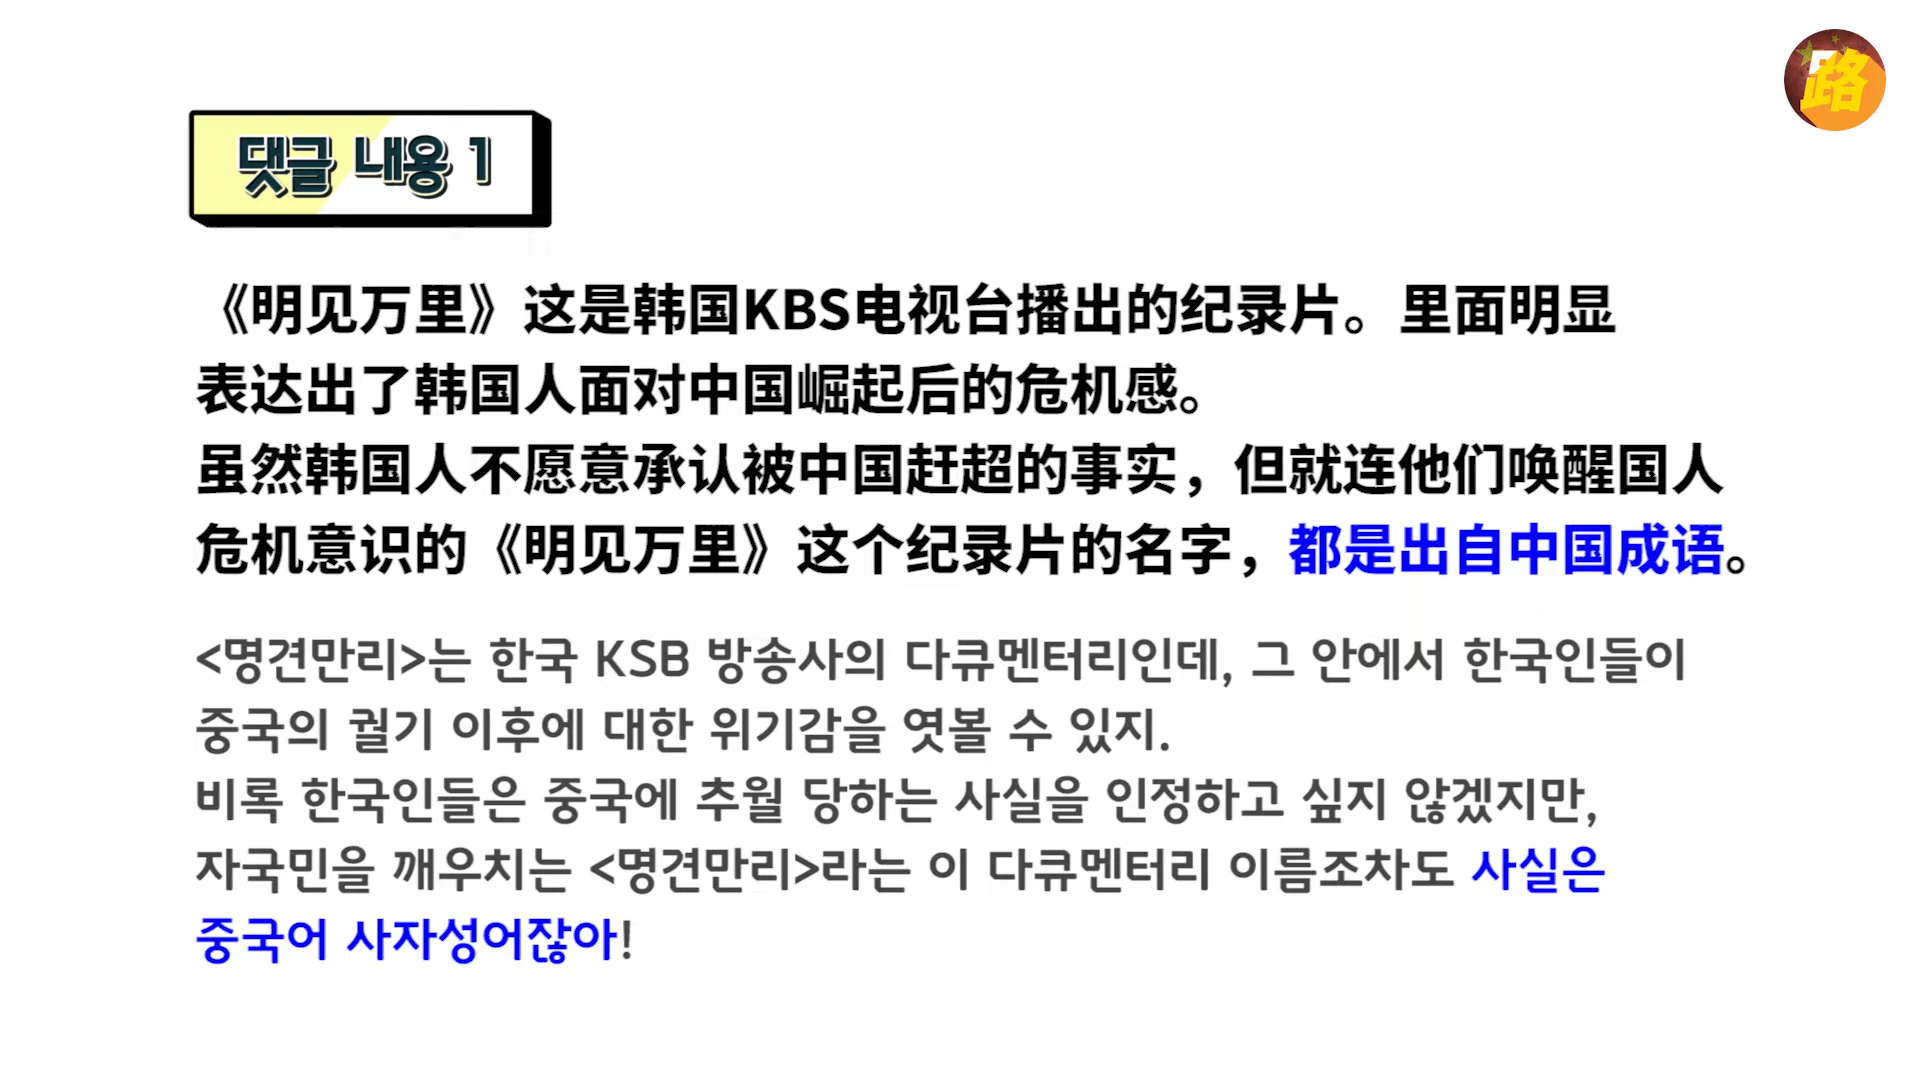 路
댓글 내용 1
《明见万里》这是韩国KBS电视台播出的纪录片。里面明显
表达出了韩国人面对中国崛起后的危机感。
虽然韩国人不愿意承认被中国赶超的事实，但就连他们唤醒国人
危机意识的《明见万里》这个纪录片的名字，都是出自中国成语。
<명견만리>는 한국 KSB 방송사의 다큐멘터리인데, 그 안에서 한국인들이
중국의 궐기 이후에 대한 위기감을 엿볼 수 있지.
비록 한국인들은 중국에 추월 당하는 사실을 인정하고 싶지 않겠지만,
자국민을 깨우치는 <명견만리>라는 이 다큐멘터리 이름조차도 사실은
중국어 사자성어잖아!